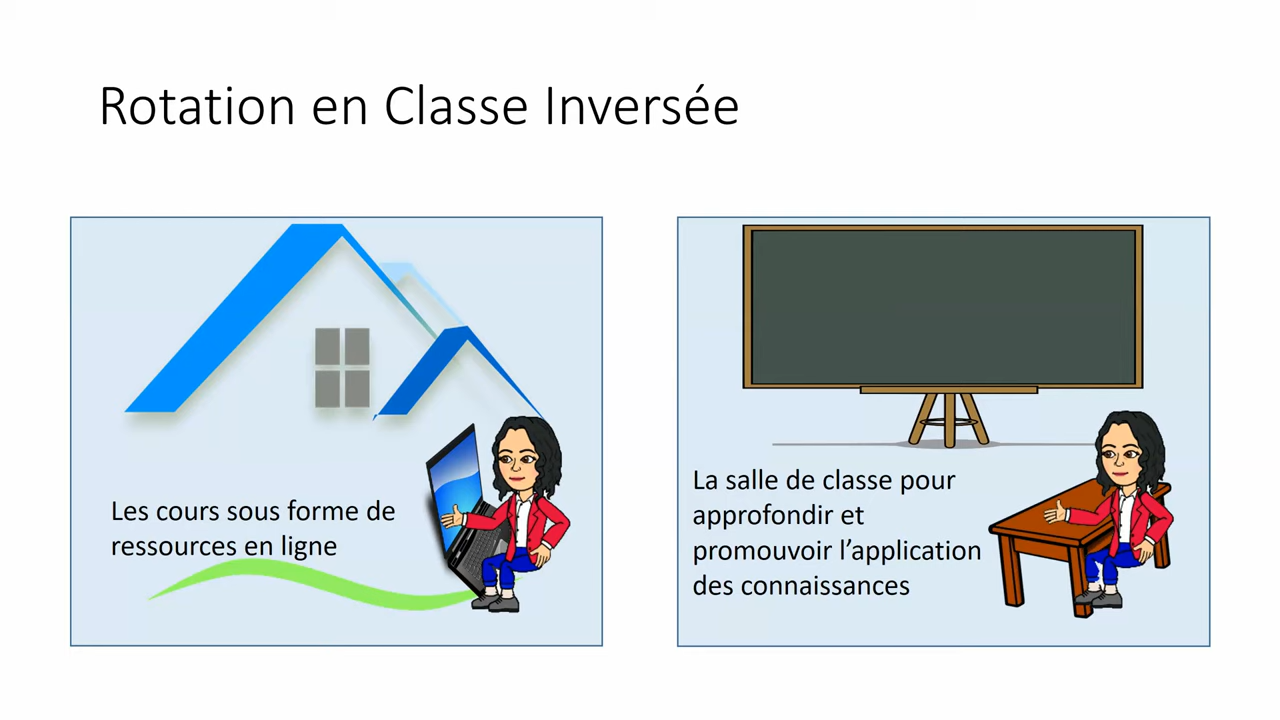 Rotation en Classe Inversée
Les cours sous forme de
ressources en ligne
La salle de classe pour
approfondir et
promouvoir l’application
des connaissances